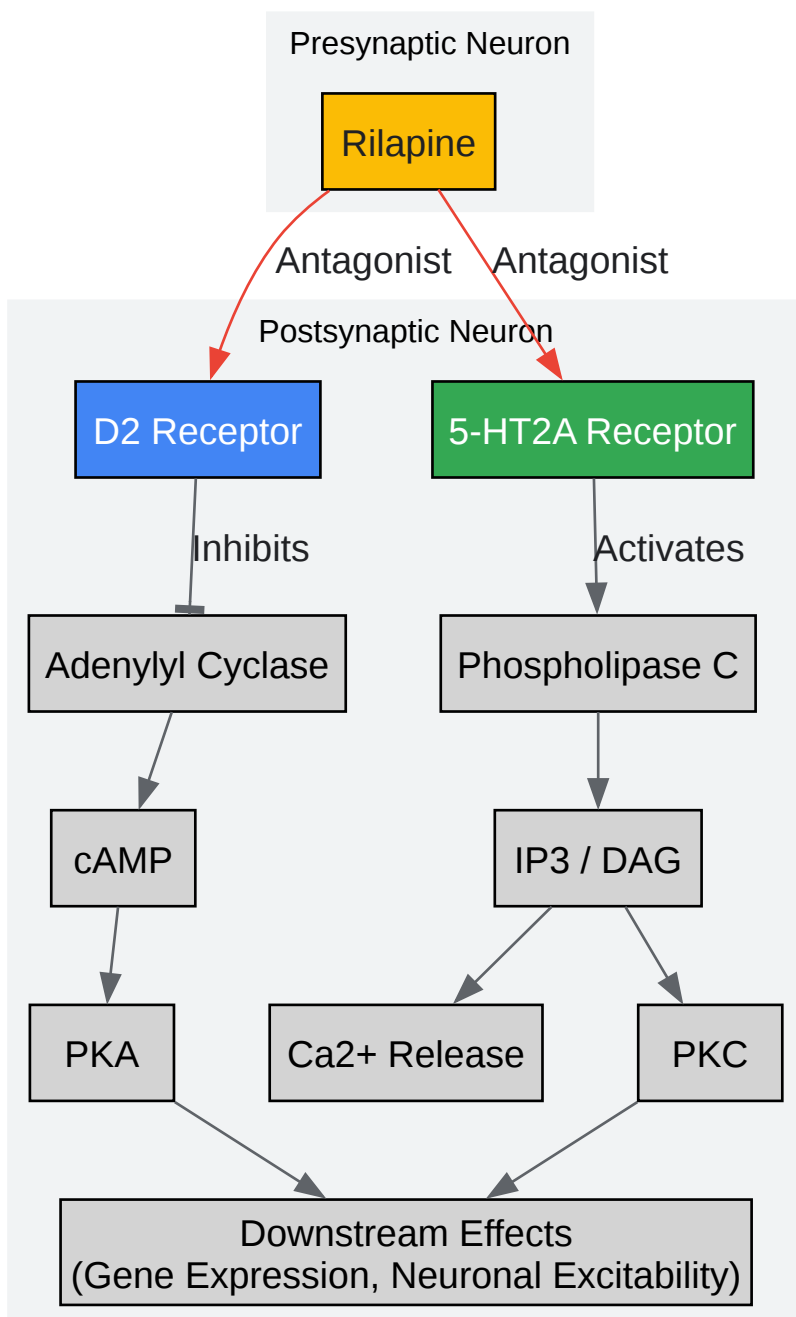 Presynaptic Neuron
Rilapine
Antagonist
Antagonist
Postsynaptic Neuron
D2 Receptor
5-HT2A Receptor
Inhibits
Activates
Adenylyl Cyclase
Phospholipase C
cAMP
IP3 / DAG
PKA
Ca2+ Release
PKC
Downstream Effects
(Gene Expression, Neuronal Excitability)